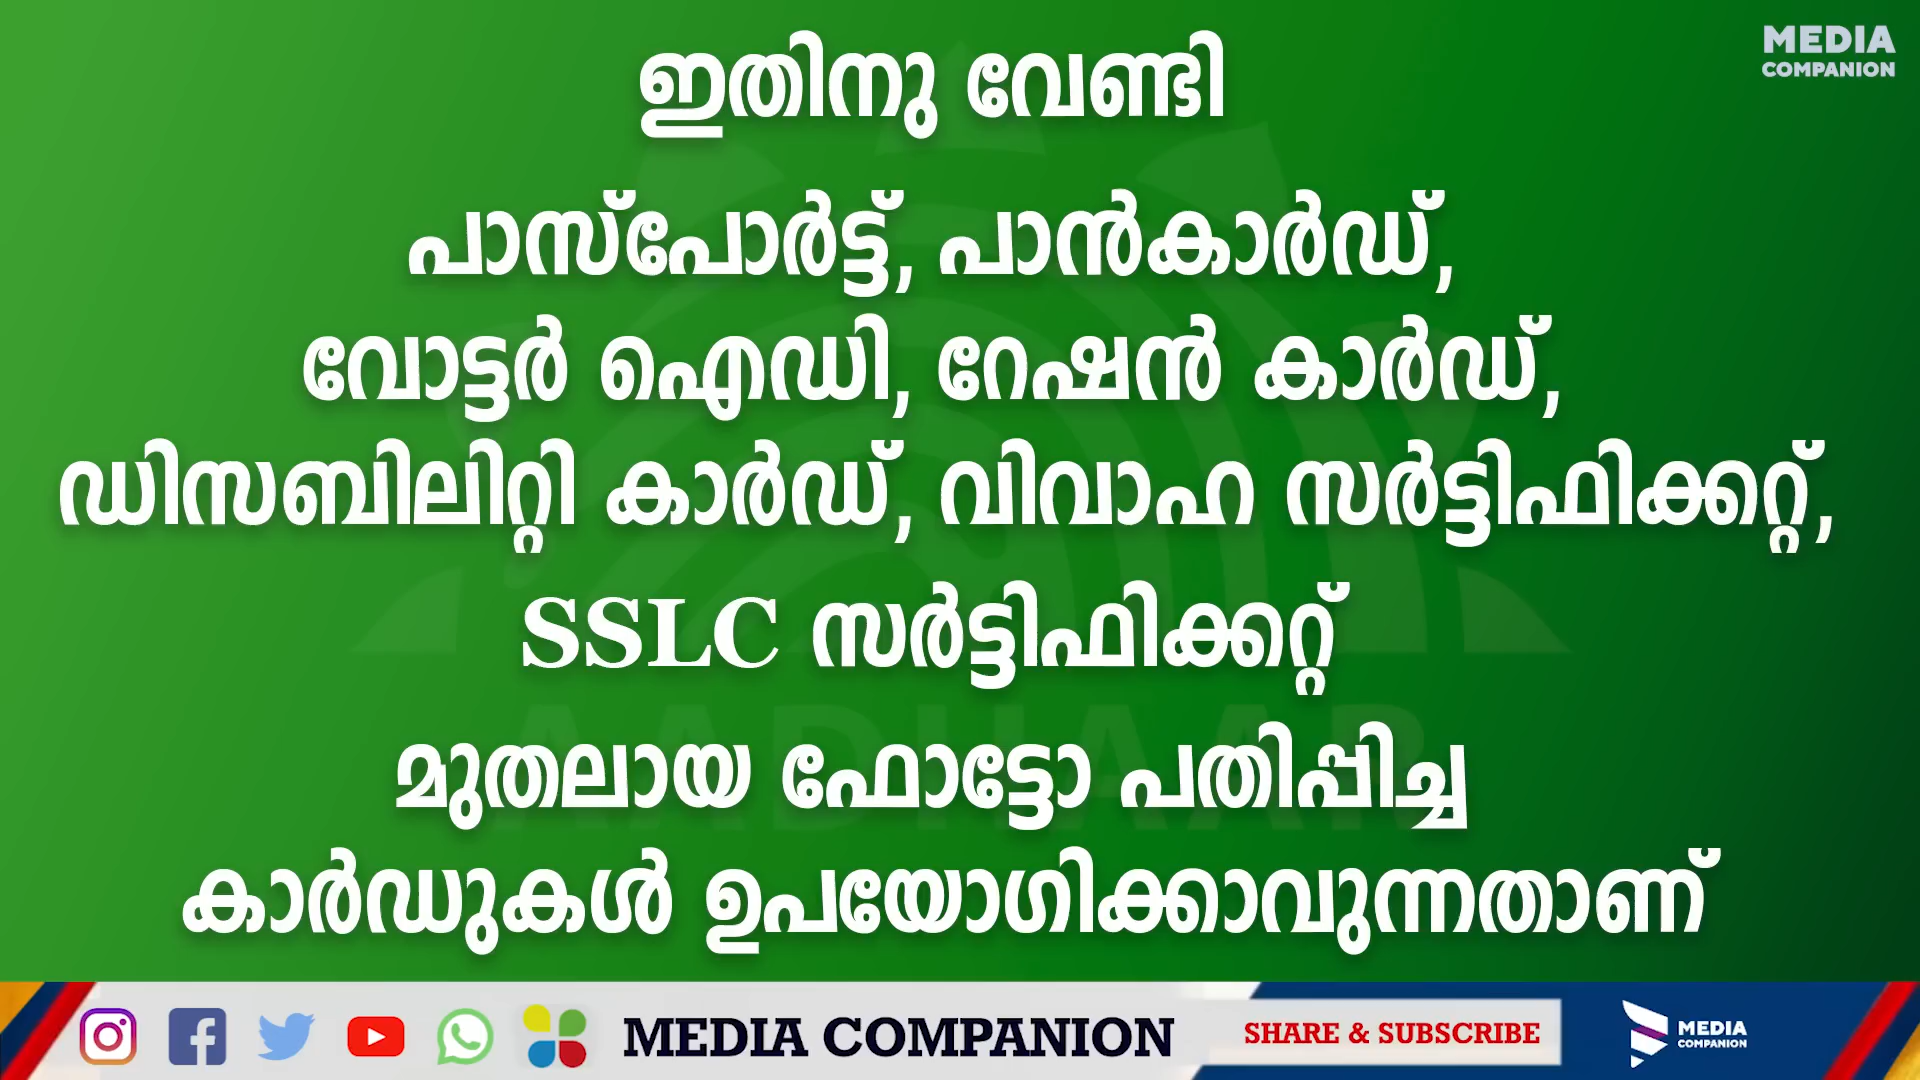 MEDIA
COMPANION
ഇതിനു വേണ്ടി
പാസ്പോർട്ട്, പാൻകാർഡ്,
വോട്ടർ ഐഡി, റേഷൻ കാർഡ്,
ഡിസബിലിറ്റി കാർഡ്, വിവാഹ സർട്ടിഫിക്കറ്റ്,
SSLC സർട്ടിഫിക്കറ്റ്
മുതലായ ഫോട്ടോ പതിപ്പിച്ച
കാർഡുകൾ ഉപയോഗിക്കാവുന്നതാണ്
AADHAAR
MEDIA COMPANION
SHARE & SUBSCRIBE
MEDIA
COMPANION